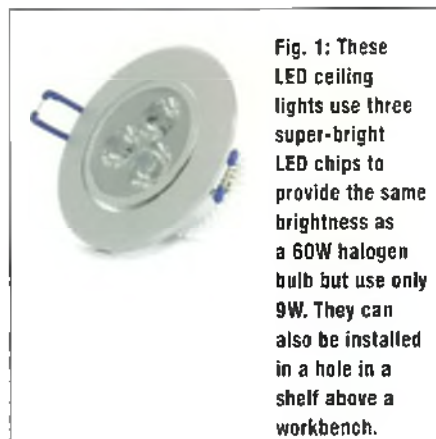 Fig. 1: These
LED ceiling
lights use three
super-bright
LED chips to
provide the same
brightness as
a 60W halogen
bulb but use only
9W. They can
also be installed
in a hole in a
shelf above a
workbench.